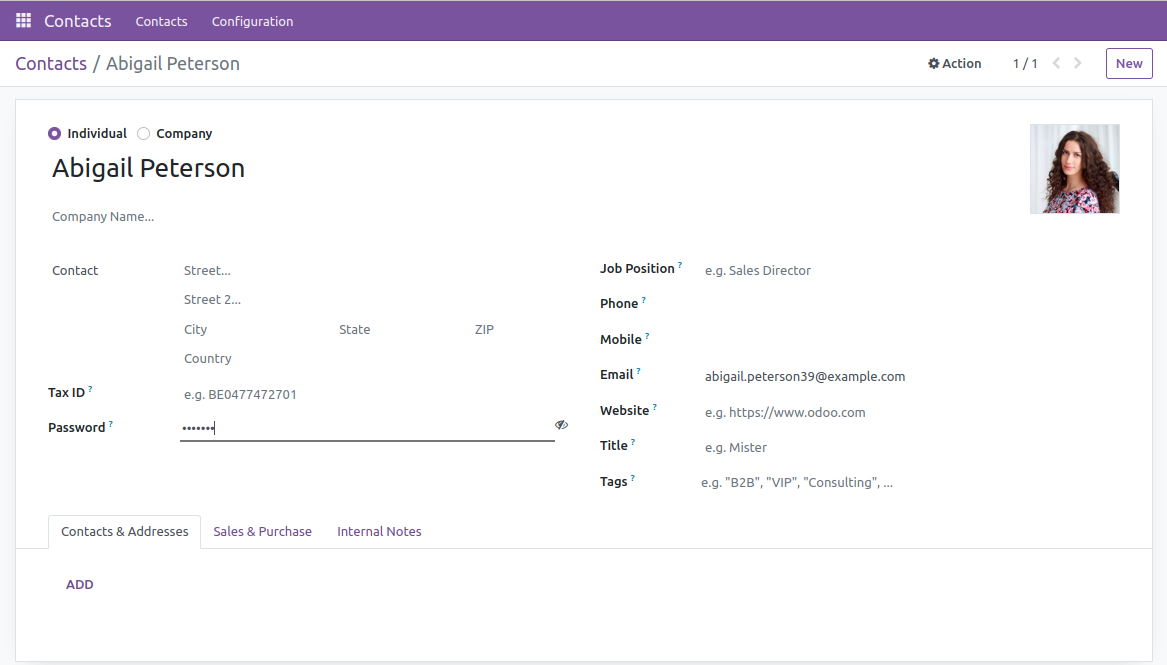 Contacts Contacts Configuration
Contacts / Abigail Peterson Action 1 / 1 New
Individual Company
Abigail Peterson
Company Name...
Contact Street...
Street 2...
City State ZIP
Country
Tax ID ? e.g. BE0477472701
Password ? •••••••
Job Position ? e.g. Sales Director
Phone ?
Mobile ?
Email ? abigail.peterson39@example.com
Website ? e.g. https://www.odoo.com
Title ? e.g. Mister
Tags ? e.g. "B2B", "VIP", "Consulting", ...
Contacts & Addresses Sales & Purchase Internal Notes
ADD